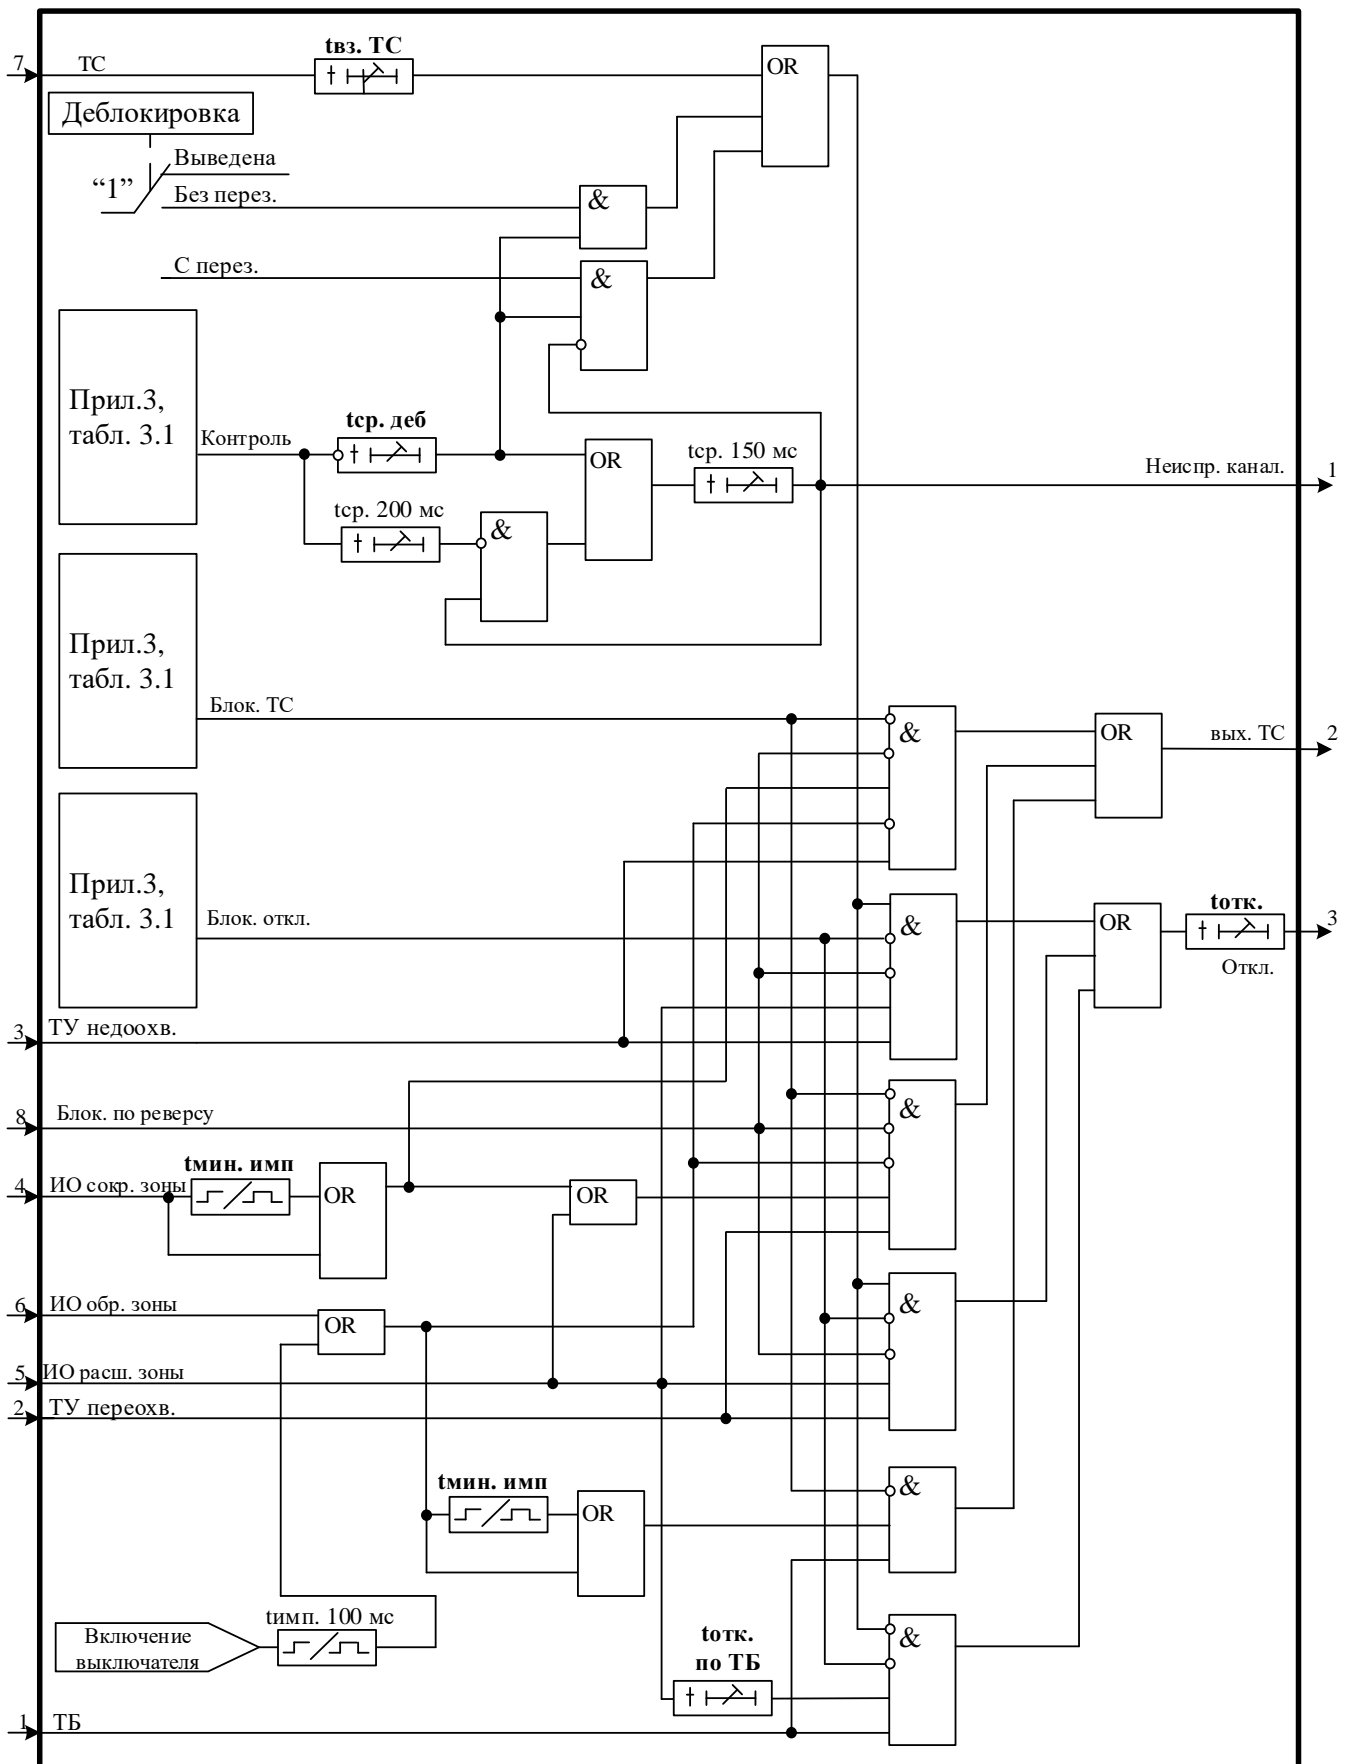 tвз. ТС
7
ТС
OR
Деблокировка
Выведена
“1”
Без перез.
&
С перез.
&
Прил.3,
табл. 3.1
Контроль
tср. деб
OR
tср. 150 мс
Неиспр. канал.
1
tср. 200 мс
&
Прил.3,
табл. 3.1
Блок. ТС
&
OR
вых. ТС
2
Прил.3,
табл. 3.1
Блок. откл.
&
OR
tотк.
3
Откл.
3
ТУ недоохв.
8
Блок. по реверсу
&
tмин. имп
4
ИО сокр. зоны
OR
OR
6
ИО обр. зоны
OR
&
5
ИО расш. зоны
2
ТУ переохв.
tмин. имп
OR
&
Включение
выключателя
tимп. 100 мс
tотк.
по ТБ
&
1
ТБ